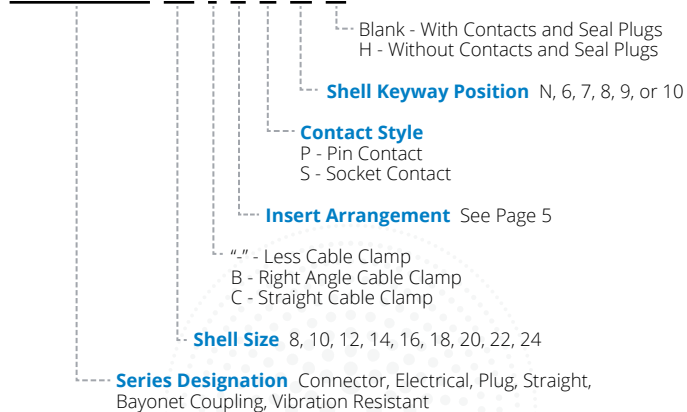 Blank - With Contacts and Seal Plugs
H - Without Contacts and Seal Plugs
Shell Keyway Position N, 6, 7, 8, 9, or 10
Contact Style
P - Pin Contact
S - Socket Contact
Insert Arrangement See Page 5
“-” - Less Cable Clamp
B - Right Angle Cable Clamp
C - Straight Cable Clamp
Shell Size 8, 10, 12, 14, 16, 18, 20, 22, 24
Series Designation Connector, Electrical, Plug, Straight,
Bayonet Coupling, Vibration Resistant